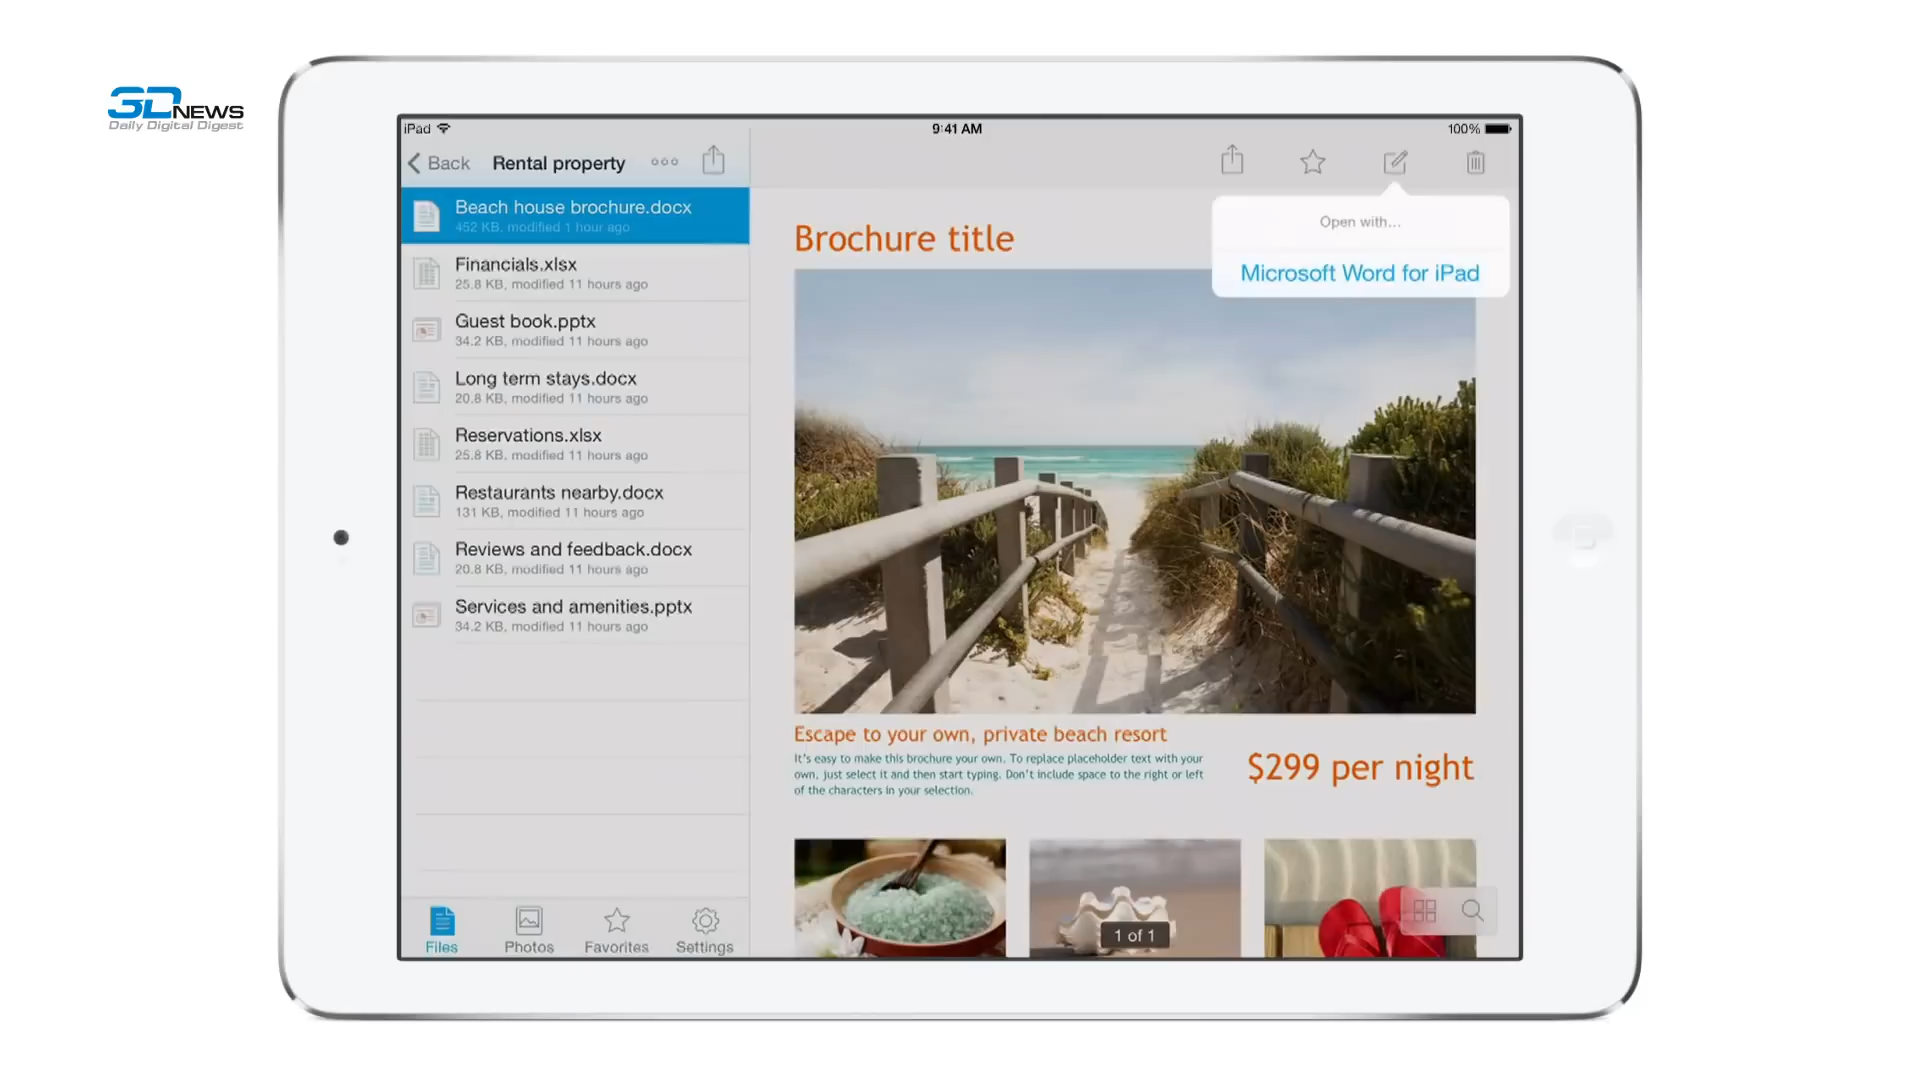 3DNEWS
Daily Digital Digest
iPad
9:41 AM
100%
Back
Rental property
Beach house brochure.docx
452 KB, modified 1 hour ago
Financials.xlsx
25.8 KB, modified 11 hours ago
Guest book.pptx
34.2 KB, modified 11 hours ago
Long term stays.docx
20.8 KB, modified 11 hours ago
Reservations.xlsx
25.8 KB, modified 11 hours ago
Restaurants nearby.docx
131 KB, modified 11 hours ago
Reviews and feedback.docx
20.8 KB, modified 11 hours ago
Services and amenities.pptx
34.2 KB, modified 11 hours ago
Files
Photos
Favorites
Settings
Open with...
Microsoft Word for iPad
Brochure title
Escape to your own, private beach resort
It's easy to make this brochure your own. To replace placeholder text with your
own, just select it and then start typing. Don't include space to the right or left
of the characters in your selection.
$299 per night
1 of 1